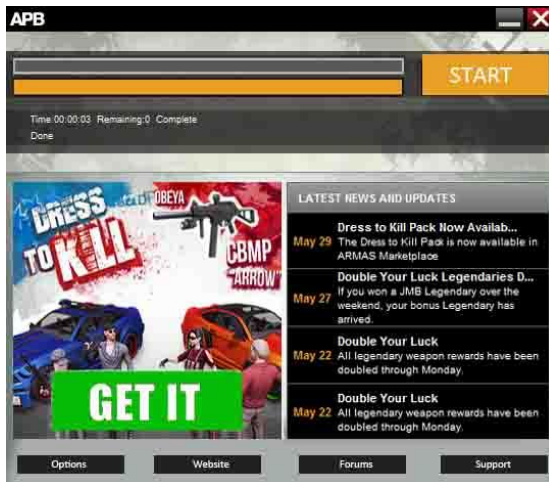 APB
START
Time:00:00:03 Remaining:0 Complete
Done
DRESS
TO KILL
OBEYA
CBMP
ARROW
GET IT
LATEST NEWS AND UPDATES
Dress to Kill Pack Now Availab...
May 29 The Dress to Kill Pack is now available in
ARMAS Marketplace
Double Your Luck Legendaries D...
May 27 If you won a JMB Legendary over the
weekend, your bonus Legendary has
arrived.
Double Your Luck
May 22 All legendary weapon rewards have been
doubled through Monday.
Double Your Luck
May 22 All legendary weapon rewards have been
doubled through Monday.
Options
Website
Forums
Support